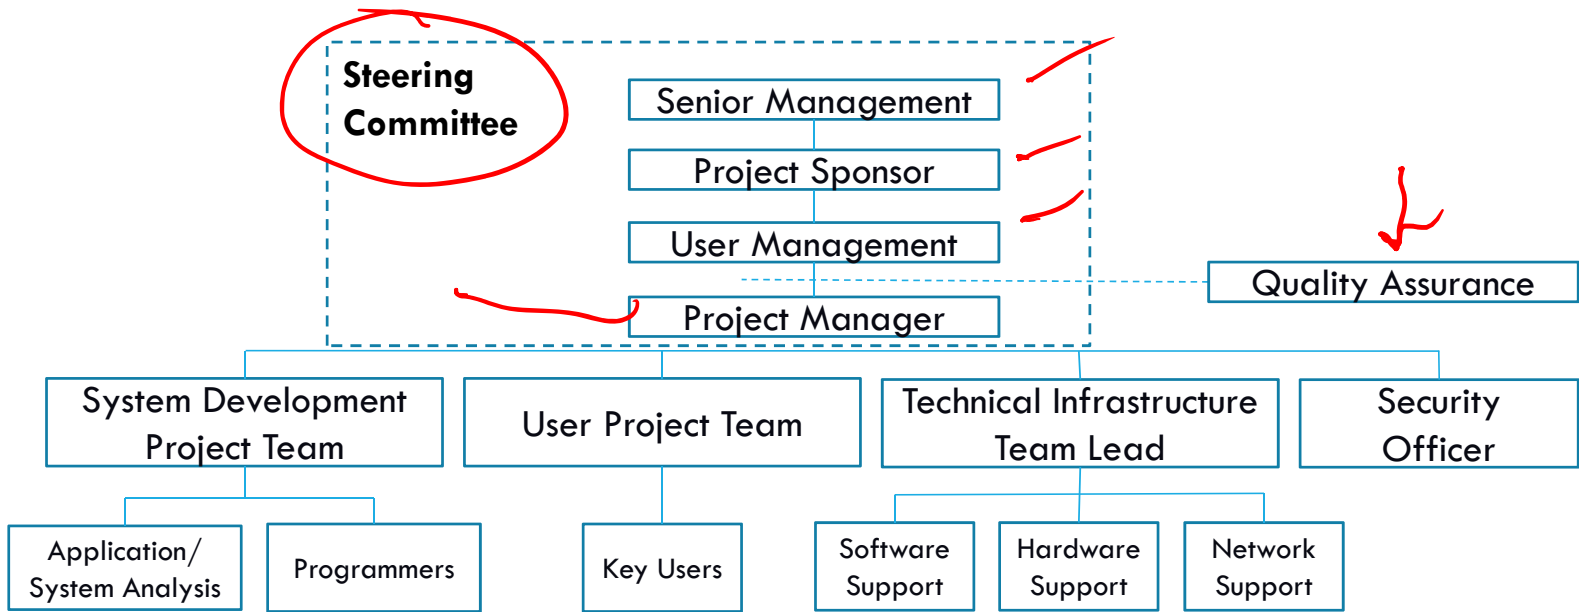 Steering
Committee
Senior Management
Project Sponsor
User Management
Quality Assurance
Project Manager
System Development
Project Team
User Project Team
Technical Infrastructure
Team Lead
Security
Officer
Application/
System Analysis
Programmers
Key Users
Software
Support
Hardware
Support
Network
Support